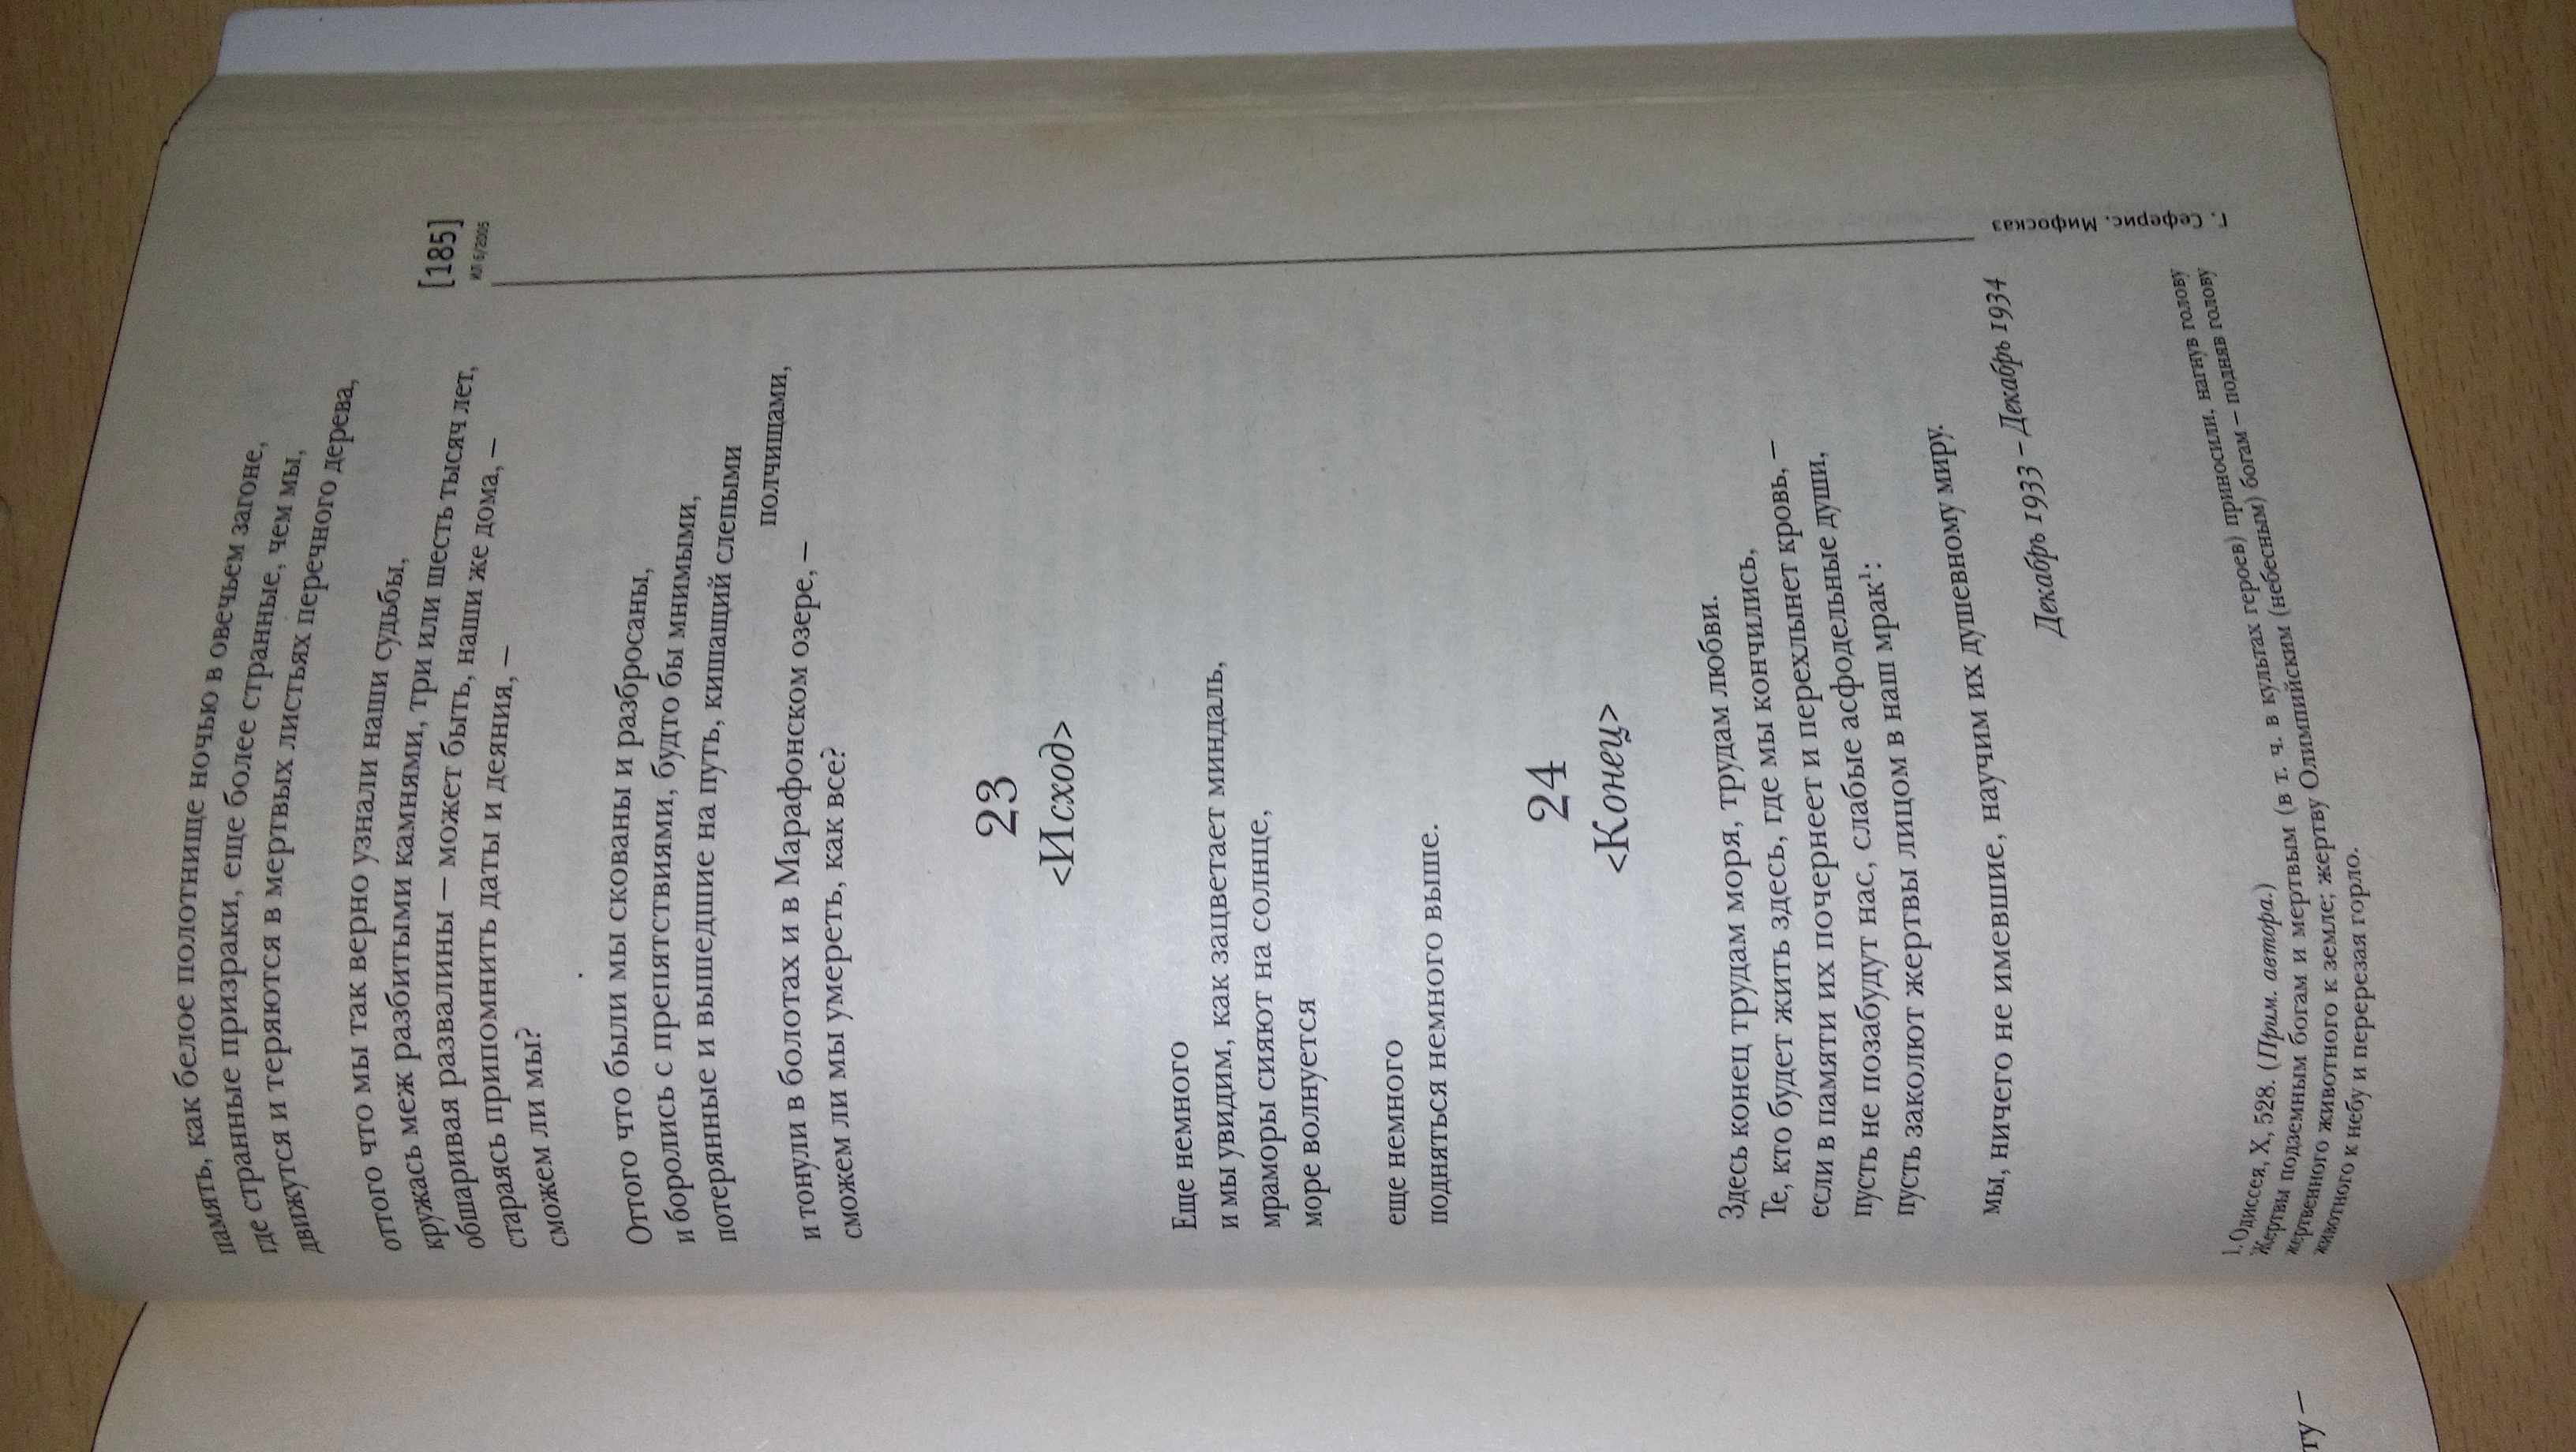 память, как белое полотнище ночью в овечьем загоне,
где странные призраки, еще более странные, чем мы,
движутся и теряются в мертвых листьях перечного дерева,
оттого что мы так верно узнали наши судьбы,
кружась меж разбитыми камнями, три или шесть тысяч лет,
обшаривая развалины — может быть, наши же дома, —
стараясь припомнить даты и деяния, —
сможем ли мы?
Оттого что были мы скованы и разбросаны,
и боролись с препятствиями, будто бы мнимыми,
потерянные и вышедшие на путь, кишащий слепыми
полчищами,
и тонули в болотах и в Марафонском озере, —
сможем ли мы умереть, как все?
23
<Исход>
Еще немного
и мы увидим, как зацветает миндаль,
мраморы сияют на солнце,
море волнуется
еще немного
подняться немного выше.
24
<Конец>
Здесь конец трудам моря, трудам любви.
Те, кто будет жить здесь, где мы кончились,
если в памяти их почернеет и перехлынет кровь, —
пусть не позабудут нас, слабые асфодельные души,
пусть заколют жертвы лицом в наш мрак¹:
мы, ничего не имевшие, научим их душевному миру.
Декабрь 1933 – Декабрь 1934
1. Одиссея, X, 528. (Прим. автора.)
Жертвы подземным богам и мертвым (в т. ч. в культах героев) приносили, нагнув голову
жертвенного животного к земле; жертву Олимпийским (небесным) богам — подняв голову
животного к небу и перерезая горло.
[185]
ИЛ 6/2005
Г. Сеферис. Мифосказ
ту —